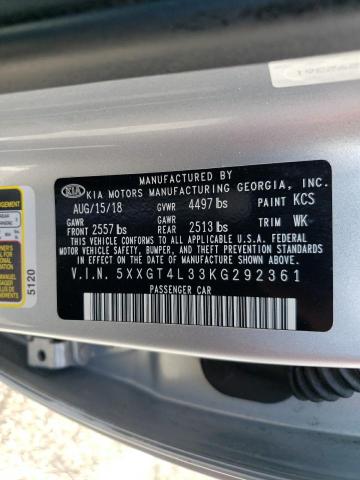 MANUFACTURED BY
KIA
KIA MOTORS MANUFACTURING GEORGIA, INC.
AUG/15/18 GVWR 4497 lbs PAINT KCS
GAWR GAWR
FRONT 2557 lbs REAR 2513 lbs TRIM WK
THIS VEHICLE CONFORMS TO ALL APPLICABLE U.S.A. FEDERAL
MOTOR VEHICLE SAFETY, BUMPER, AND THEFT PREVENTION STANDARDS
IN EFFECT ON THE DATE OF MANUFACTURE SHOWN ABOVE.
V.I.N. 5XXGT4L33KG292361
PASSENGER CAR
5120